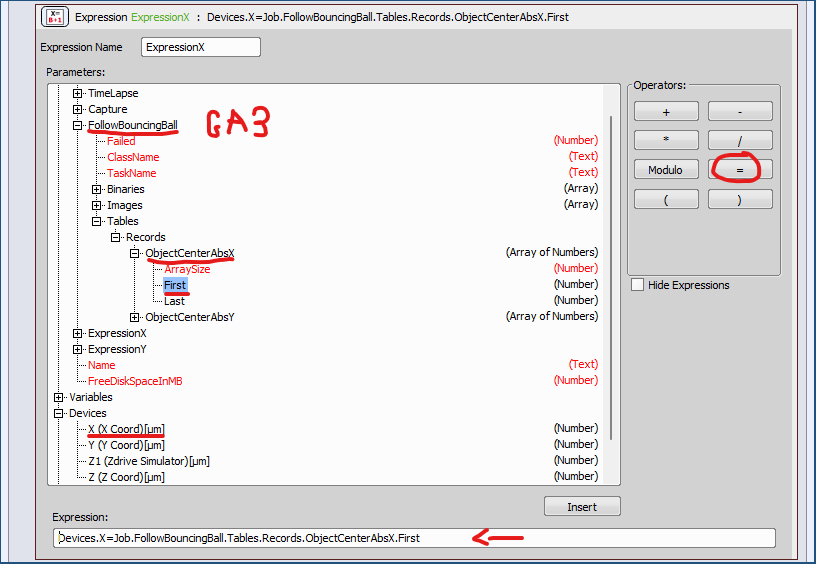 X=
B+1
Expression ExpressionX : Devices.X=Job.FollowBouncingBall.Tables.Records.ObjectCenterAbsX.First
Expression Name ExpressionX
Parameters:
Operators:
TimeLapse
Capture
FollowBouncingBall GA3
Failed (Number)
ClassName (Text)
TaskName (Text)
Binaries (Array)
Images (Array)
Tables
Records
ObjectCenterAbsX (Array of Numbers)
ArraySize (Number)
First (Number)
Last (Number)
ObjectCenterAbsY (Array of Numbers)
ExpressionX
ExpressionY
Name (Text)
FreeDiskSpaceInMB (Number)
Variables
Devices
X (X Coord)[µm] (Number)
Y (Y Coord)[µm] (Number)
Z1 (Zdrive Simulator)[µm] (Number)
Z (Z Coord)[µm] (Number)
+ -
* /
Modulo =
( )
Hide Expressions
Insert
Expression:
Devices.X=Job.FollowBouncingBall.Tables.Records.ObjectCenterAbsX.First